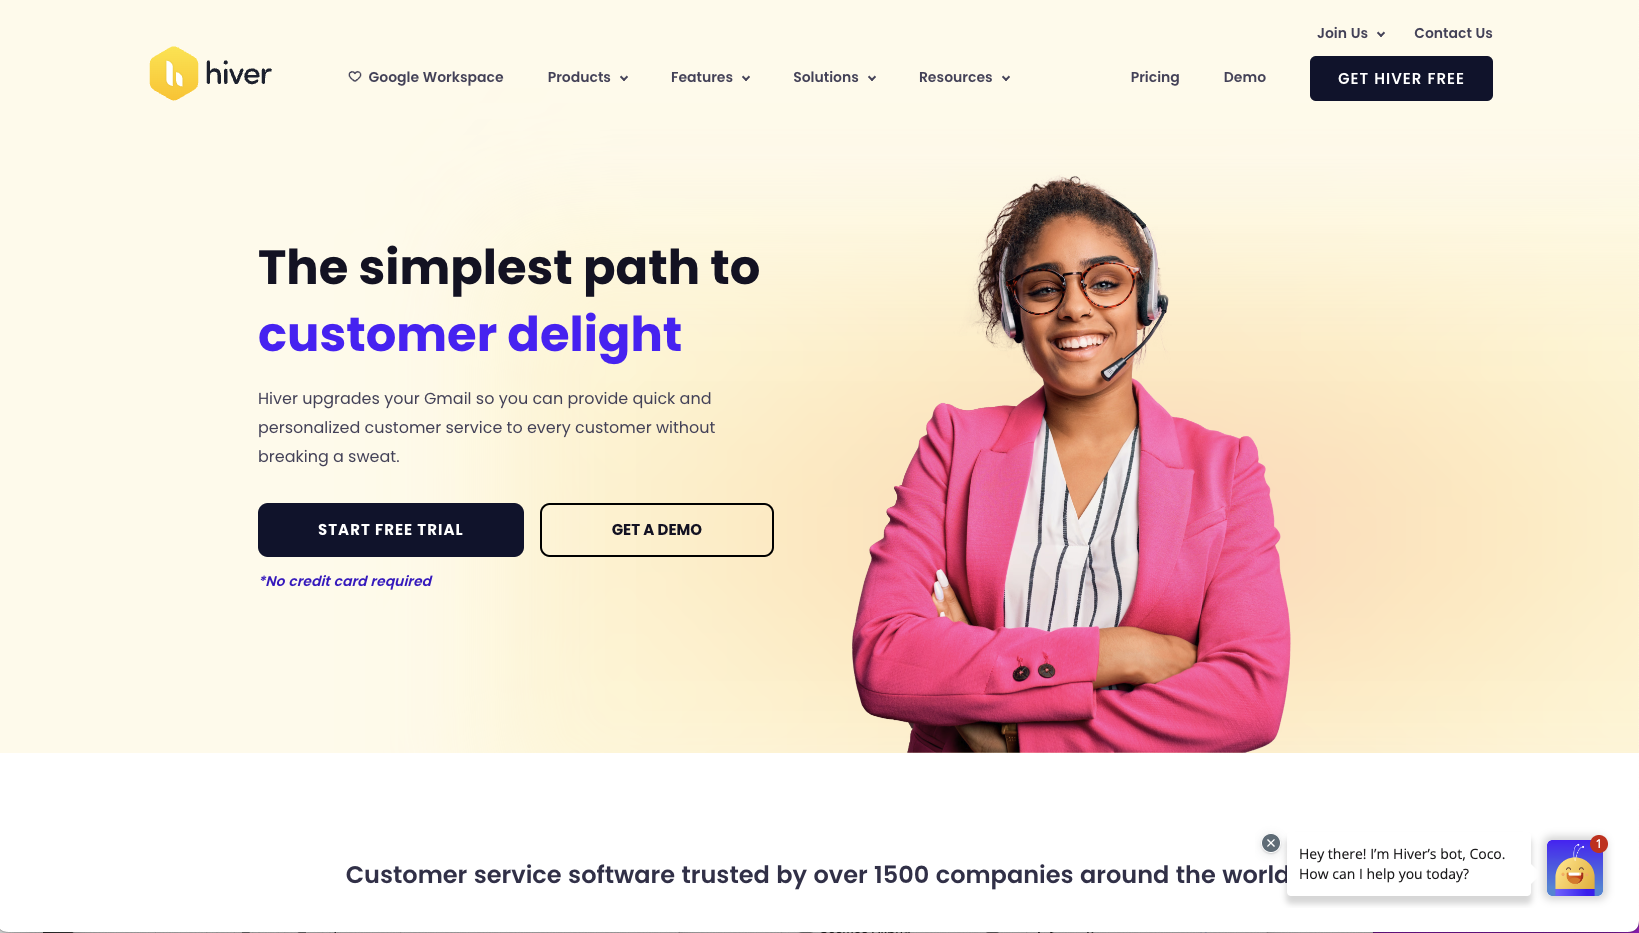 Join Us
Contact Us
hiver
Google Workspace
Products
Features
Solutions
Resources
Pricing
Demo
GET HIVER FREE
The simplest path to
customer delight
Hiver upgrades your Gmail so you can provide quick and
personalized customer service to every customer without
breaking a sweat.
START FREE TRIAL
GET A DEMO
*No credit card required
Customer service software trusted by over 1500 companies around the world
Hey there! I’m Hiver’s bot, Coco.
How can I help you today?
1